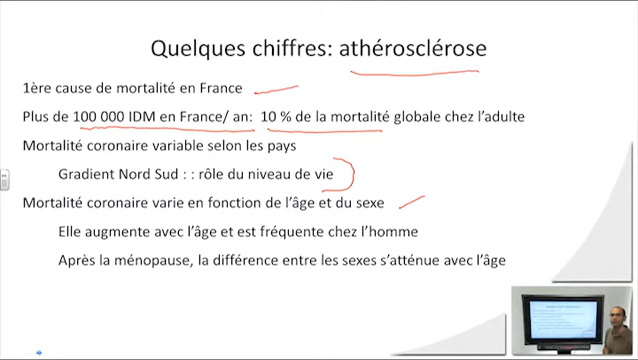 Quelques chiffres: athérosclérose
1ère cause de mortalité en France
Plus de 100 000 IDM en France/ an: 10 % de la mortalité globale chez l'adulte
Mortalité coronaire variable selon les pays
Gradient Nord Sud : : rôle du niveau de vie
Mortalité coronaire varie en fonction de l'âge et du sexe
Elle augmente avec l'âge et est fréquente chez l'homme
Après la ménopause, la différence entre les sexes s'atténue avec l'âge